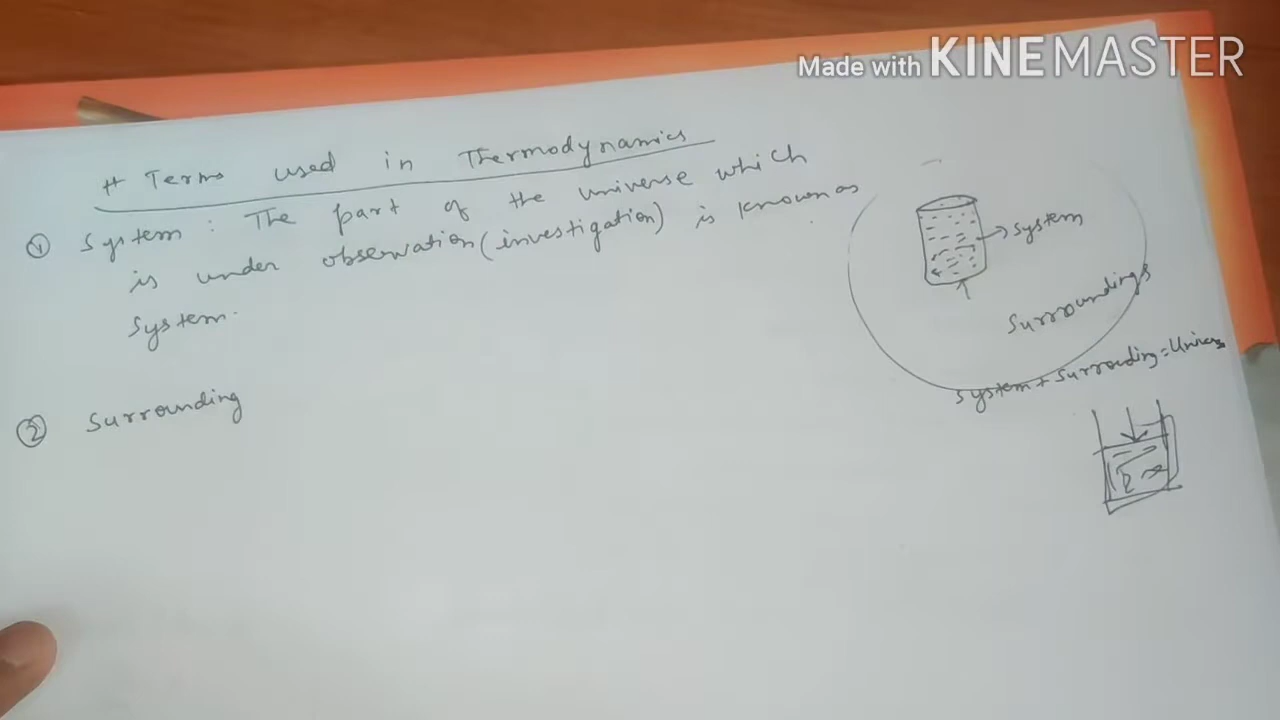 Made with KINEMASTER
# Terms used in Thermodynamics
① System : The part of the universe which
is under observation (investigation) is known as
System.
② Surrounding
System
Surroundings
System + Surrounding = Univers